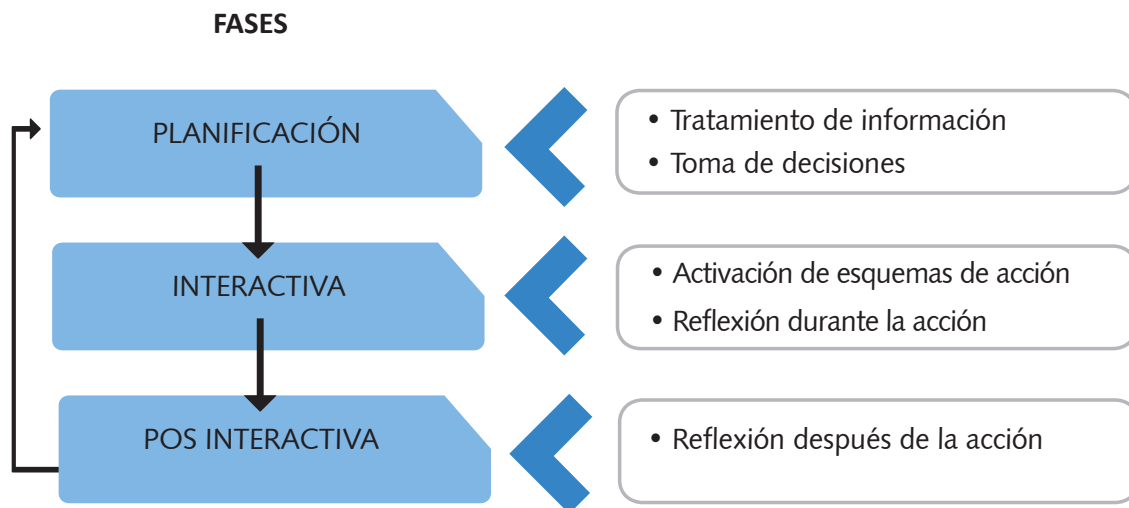 FASES
PLANIFICACIÓN
• Tratamiento de información
• Toma de decisiones
INTERACTIVA
• Activación de esquemas de acción
• Reflexión durante la acción
POS INTERACTIVA
• Reflexión después de la acción